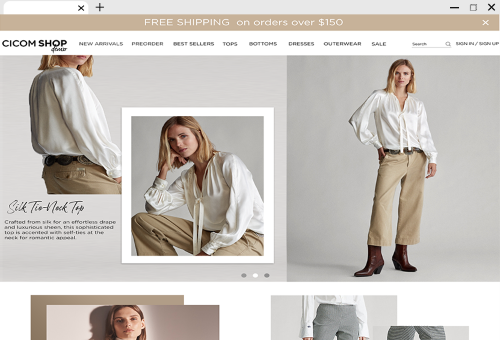 FREE SHIPPING on orders over $150
CICOM SHOP
demo
NEW ARRIVALS PREORDER BEST SELLERS TOPS BOTTOMS DRESSES OUTERWEAR SALE
Search
SIGN IN / SIGN UP
Silk Tie-Neck Top
Crafted from silk for an effortless drape
and luxurious sheen, this sophisticated
top is accented with self-ties at the
neck for romantic appeal.